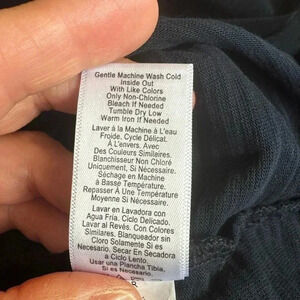 Gentle Machine Wash Cold
Inside Out
With Like Colors
Only Non-Chlorine
Bleach If Needed
Tumble Dry Low
Warm Iron If Needed
Laver à la Machine à L'eau
Froide. Cycle Délicat.
À L'envers. Avec
Des Couleurs Similaires.
Blanchisseur Non Chloré
Uniquement, Si Nécessaire.
Séchage en Machine
à Basse Température.
Repasser À Une Température
Moyenne Si Nécessaire.
Lavar en Lavadora con
Agua Fria. Ciclo Delicado.
Lavar al Revés. Con Colores
Similares. Blanqueador sin
Cloro Solamente Si es
Necesario. Secar En Secadora
a Ciclo Lento.
Usar una Plancha Tibia,
Si es Necesario.